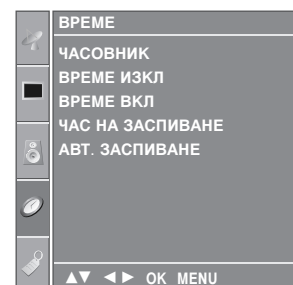 ВРЕМЕ
ЧАСОВНИК
ВРЕМЕ ИЗКЛ
ВРЕМЕ ВКЛ
ЧАС НА ЗАСПИВАНЕ
АВТ. ЗАСПИВАНЕ
▲▼ ◄► OK MENU